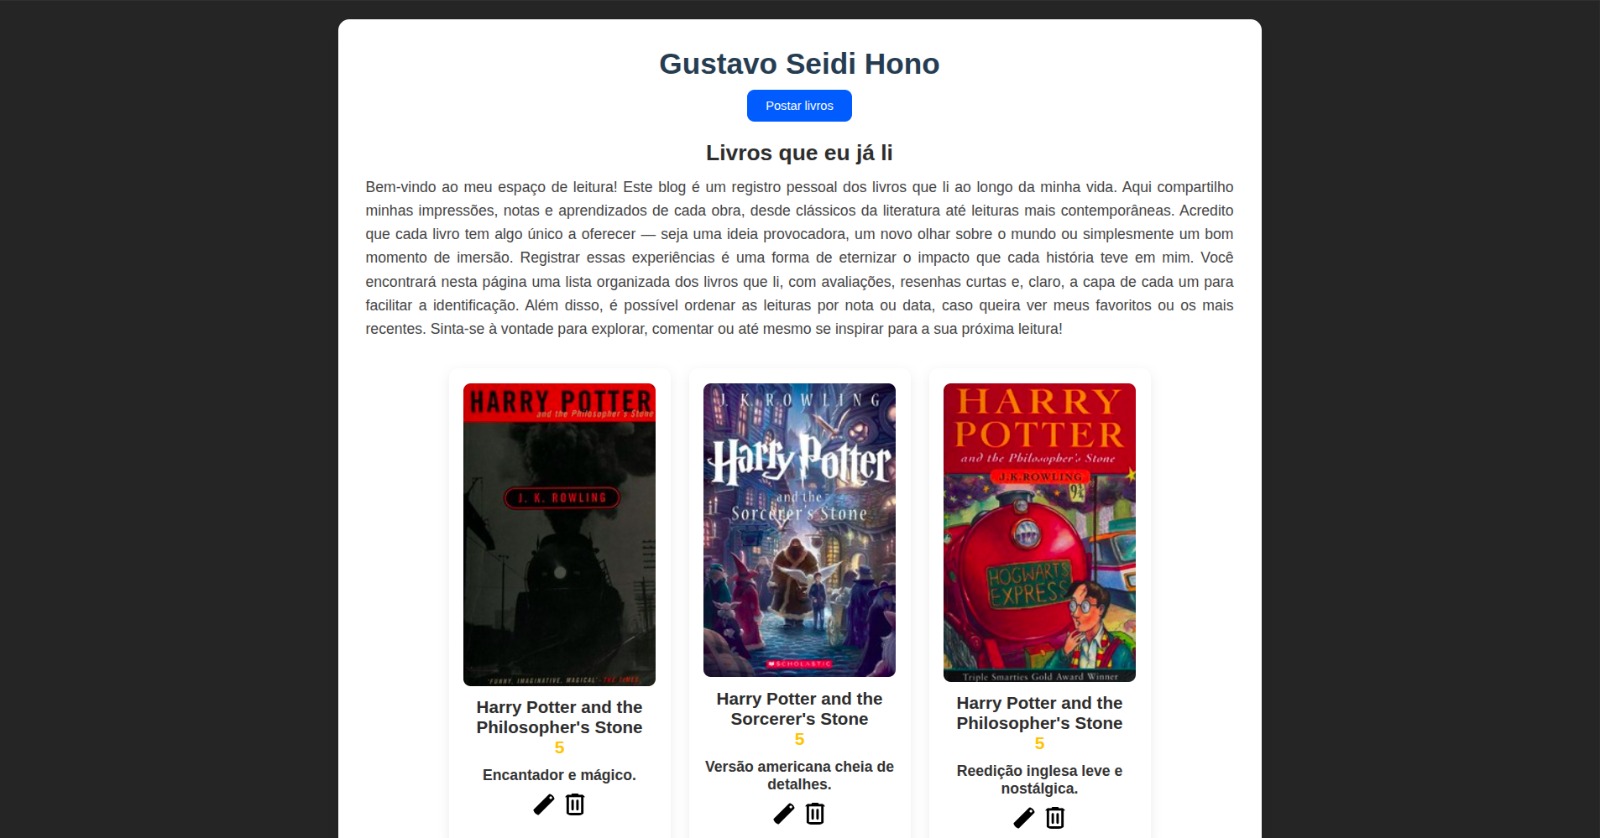 Gustavo Seidi Hono
Postar livros
Livros que eu já li
Bem-vindo ao meu espaço de leitura! Este blog é um registro pessoal dos livros que li ao longo da minha vida. Aqui compartilho
minhas impressões, notas e aprendizados de cada obra, desde clássicos da literatura até leituras mais contemporâneas. Acredito
que cada livro tem algo único a oferecer — seja uma ideia provocadora, um novo olhar sobre o mundo ou simplesmente um bom
momento de imersão. Registrar essas experiências é uma forma de eternizar o impacto que cada história teve em mim. Você
encontrará nesta página uma lista organizada dos livros que li, com avaliações, resenhas curtas e, claro, a capa de cada um para
facilitar a identificação. Além disso, é possível ordenar as leituras por nota ou data, caso queira ver meus favoritos ou os mais
recentes. Sinta-se à vontade para explorar, comentar ou até mesmo se inspirar para a sua próxima leitura!
HARRY POTTER
and the Philosopher's Stone
J. K. ROWLING
'FUNNY, IMAGINATIVE, MAGICAL' - THE TIMES
Harry Potter and the
Philosopher's Stone
5
Encantador e mágico.
J. K. ROWLING
Harry Potter
and the
Sorcerer's Stone
SCHOLASTIC
Harry Potter and the
Sorcerer's Stone
5
Versão americana cheia de
detalhes.
HARRY
POTTER
and the Philosopher's Stone
J.K.ROWLING
9¾
HOGWARTS
EXPRESS
Triple Smarties Gold Award Winner
Harry Potter and the
Philosopher's Stone
5
Reedição inglesa leve e
nostálgica.